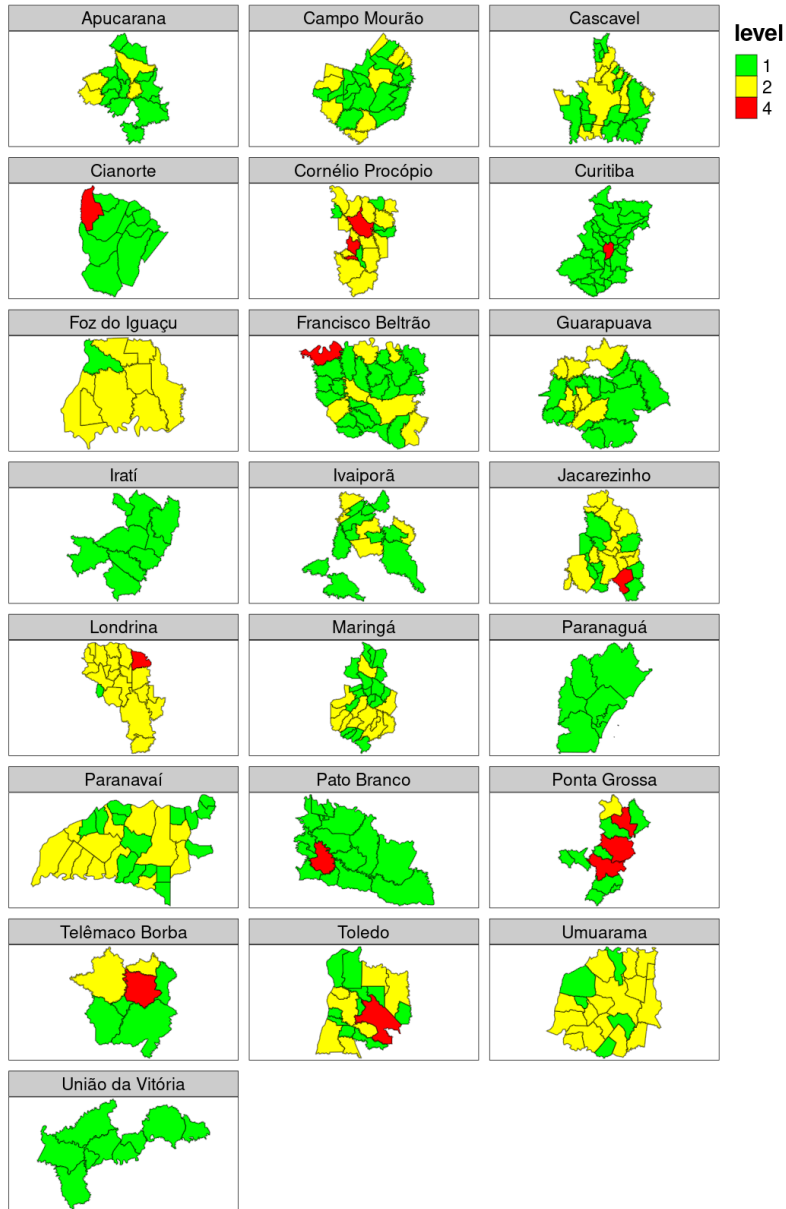 Apucarana
Campo Mourão
Cascavel
level
1
2
4
Cianorte
Cornélio Procópio
Curitiba
Foz do Iguaçu
Francisco Beltrão
Guarapuava
Iratí
Ivaiporã
Jacarezinho
Londrina
Maringá
Paranaguá
Paranavaí
Pato Branco
Ponta Grossa
Telêmaco Borba
Toledo
Umuarama
União da Vitória